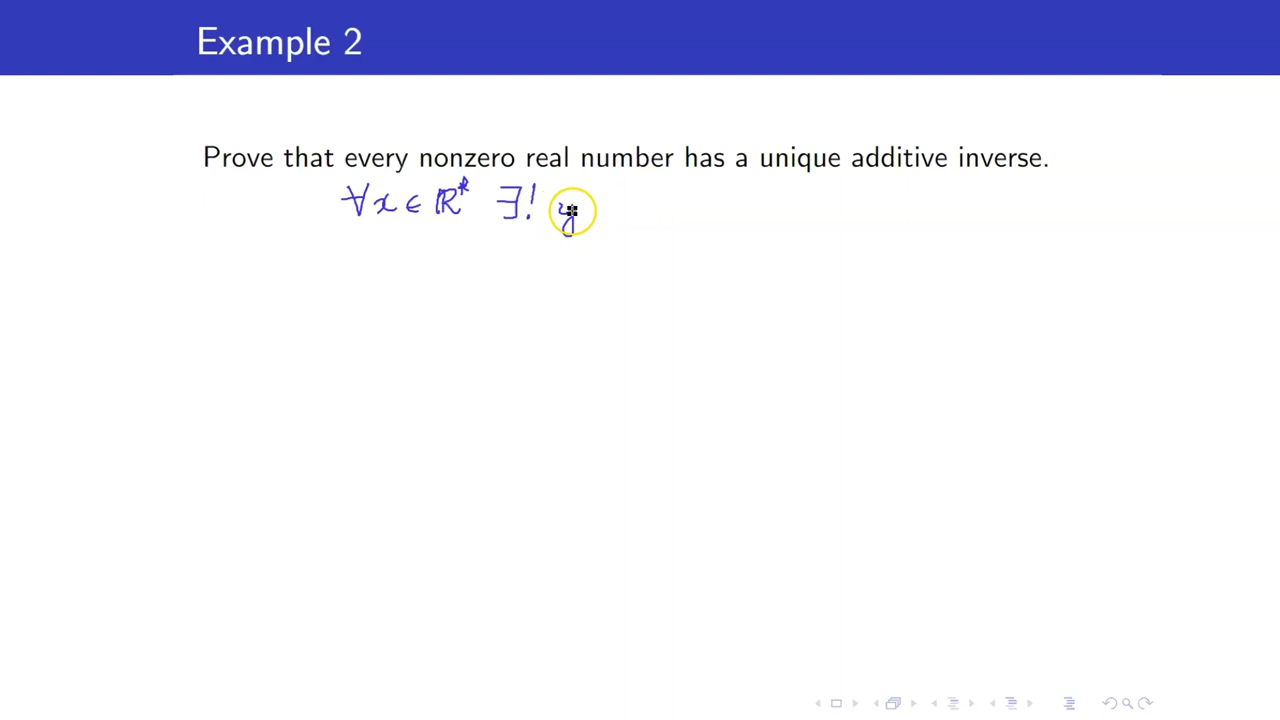 Example 2
Prove that every nonzero real number has a unique additive inverse.
∀x ∈ ℝ* ∃! y